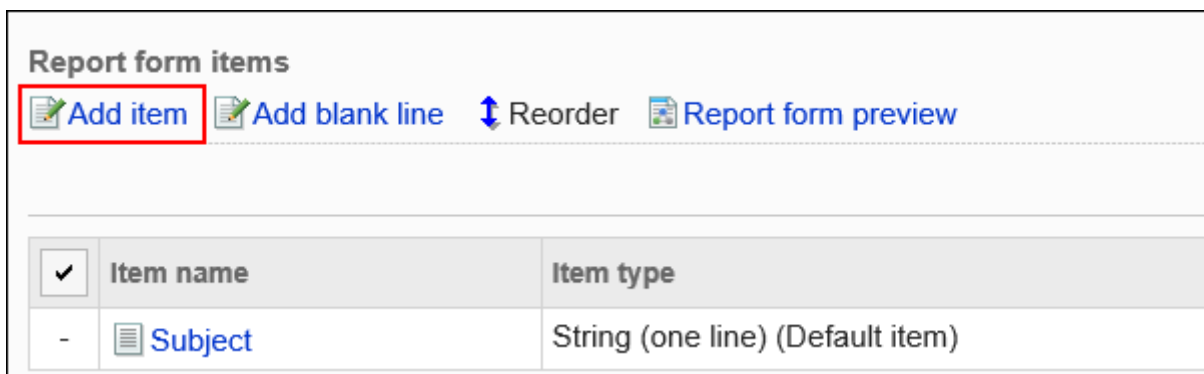 Report form items
Add item Add blank line Reorder Report form preview
Item name Item type
- Subject String (one line) (Default item)